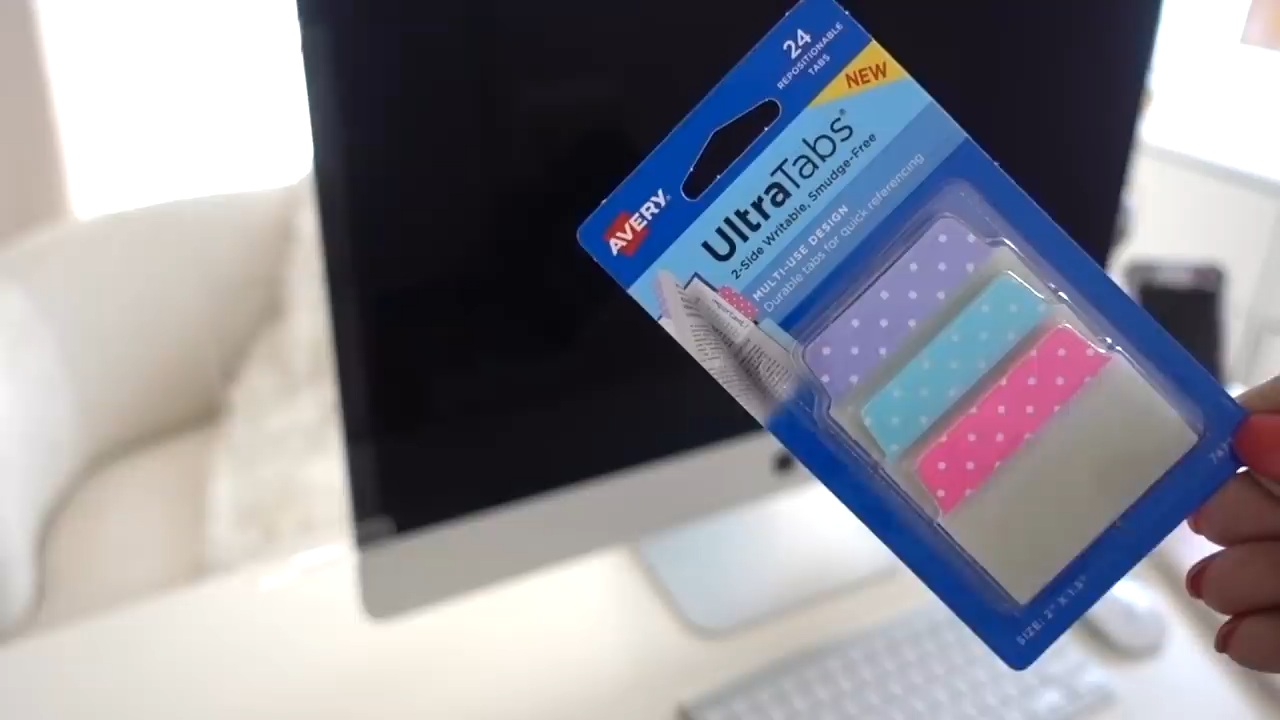 24
REPOSITIONABLE
TABS
NEW
AVERY
UltraTabs®
2-Side Writable, Smudge-Free
MULTI-USE DESIGN
Durable tabs for quick referencing
important!
SIZE: 2" X 1.5"